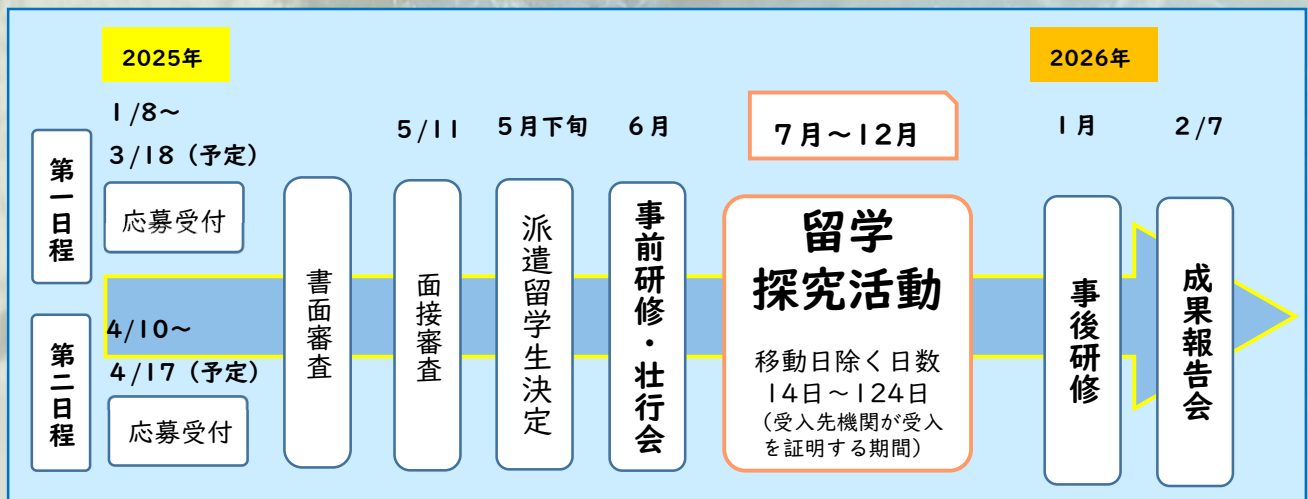 2025年
2026年
第一日程
1/8～
3/18（予定）
応募受付
第二日程
4/10～
4/17（予定）
応募受付
書面審査
5/11
面接審査
5月下旬
派遣留学生決定
6月
事前研修・壮行会
7月～12月
留学
探究活動
移動日除く日数
14日～124日
（受入先機関が受入
を証明する期間）
1月
事後研修
2/7
成果報告会